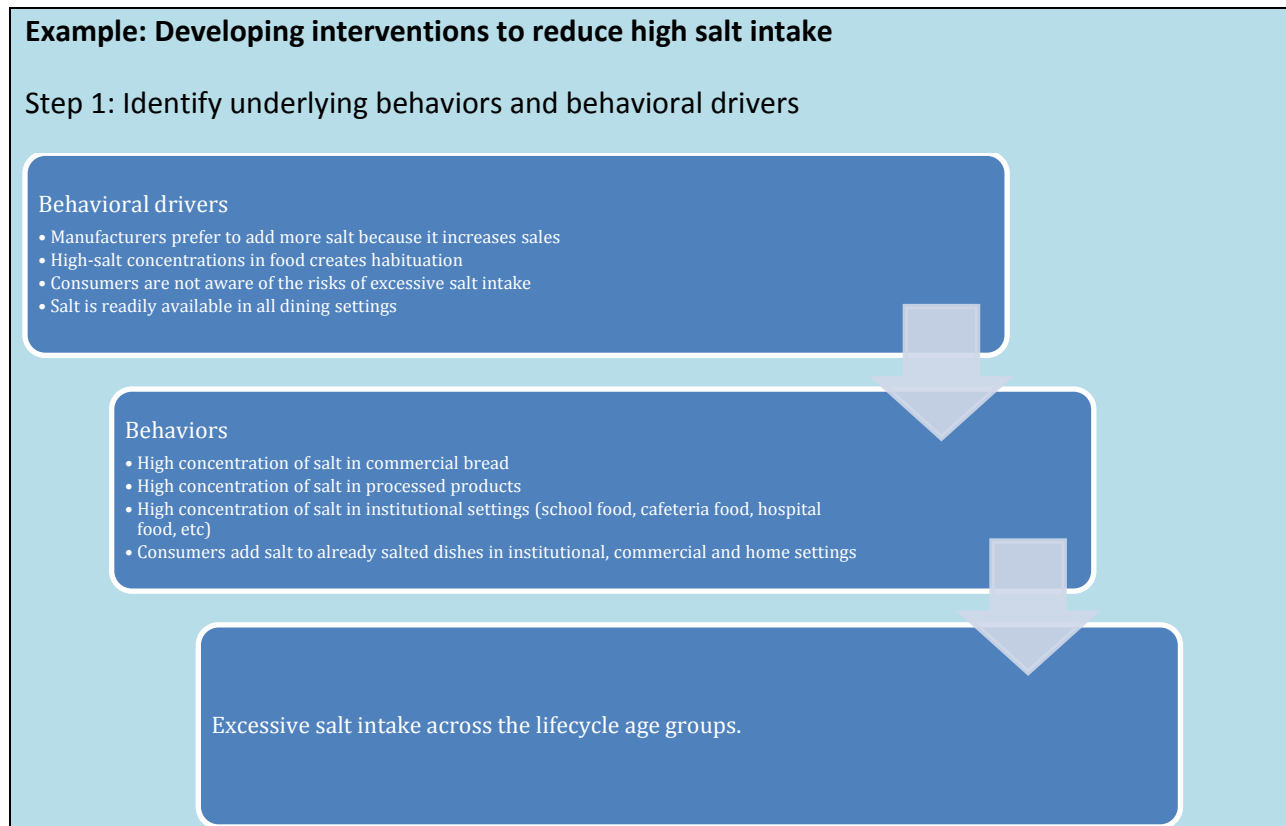 Example: Developing interventions to reduce high salt intake
Step 1: Identify underlying behaviors and behavioral drivers
Behavioral drivers
• Manufacturers prefer to add more salt because it increases sales
• High-salt concentrations in food creates habituation
• Consumers are not aware of the risks of excessive salt intake
• Salt is readily available in all dining settings
Behaviors
• High concentration of salt in commercial bread
• High concentration of salt in processed products
• High concentration of salt in institutional settings (school food, cafeteria food, hospital
food, etc)
• Consumers add salt to already salted dishes in institutional, commercial and home settings
Excessive salt intake across the lifecycle age groups.